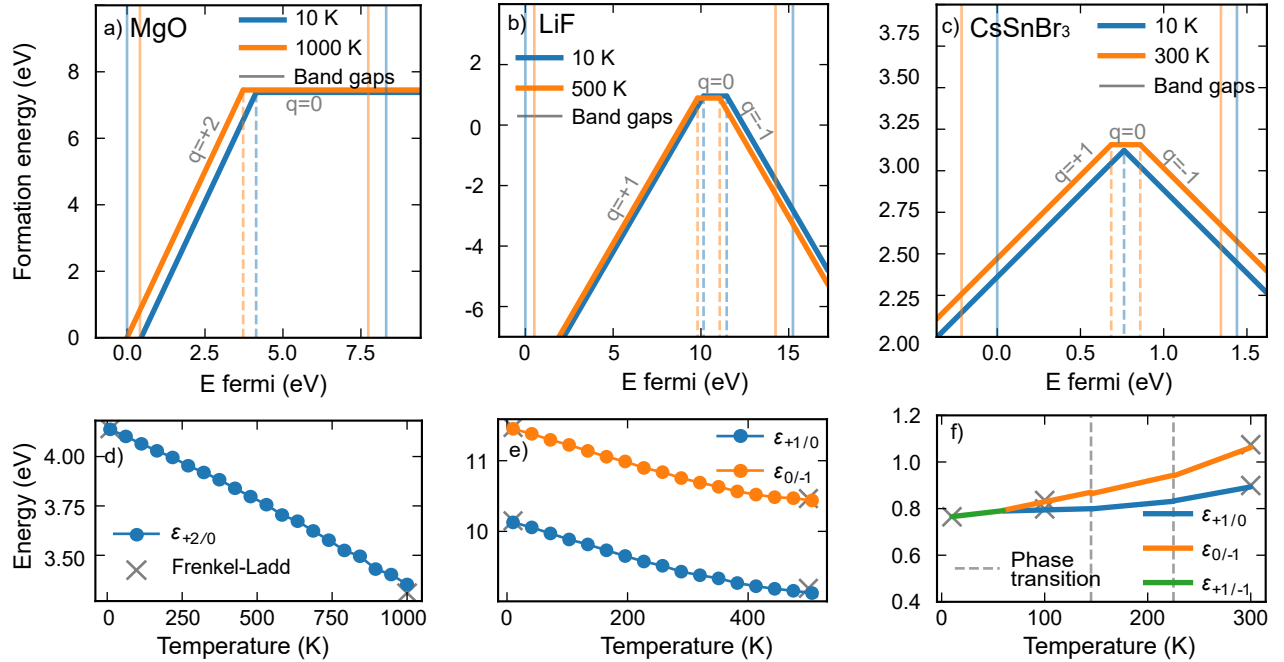 a) MgO
10 K
1000 K
Band gaps
q=+2
q=0
8
6
4
2
0
0.0
2.5
5.0
7.5
Formation energy (eV)
E fermi (eV)
b) LiF
10 K
500 K
Band gaps
q=0
q=-1
q=+1
2
0
-2
-4
-6
0
5
10
15
E fermi (eV)
c) CsSnBr₃
10 K
300 K
Band gaps
q=+1
q=0
q=-1
3.75
3.50
3.25
3.00
2.75
2.50
2.25
2.00
0.0
0.6
1.0
1.5
E fermi (eV)
d)
ε+2/0
Frenkel-Ladd
4.00
3.75
3.50
0
250
500
750
1000
Energy (eV)
Temperature (K)
e)
ε+1/0
ε0/-1
11
10
0
200
400
Temperature (K)
f)
ε+1/0
ε0/-1
ε+1/-1
Phase
transition
1.2
1.0
0.8
0.6
0.4
0
100
150
200
250
300
Temperature (K)